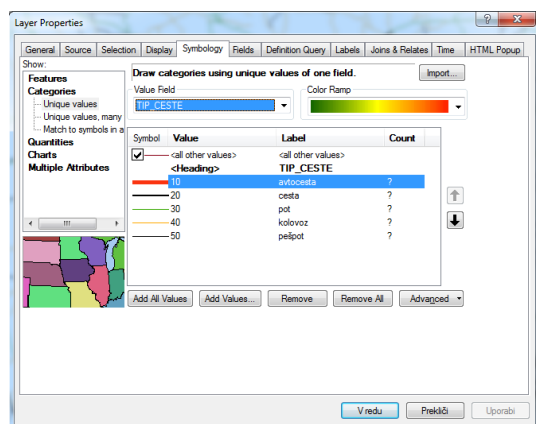 Layer Properties
General Source Selection Display Symbology Fields Definition Query Labels Joins & Relates Time HTML Popup
Show:
Features
Categories
Unique values
Unique values, many
Match to symbols in a
Quantities
Charts
Multiple Attributes
Draw categories using unique values of one field.
Import...
Value Field
TIP_CESTE
Color Ramp
Symbol Value Label Count
<all other values> <all other values>
<Heading> TIP_CESTE
10 avtocesta ?
20 cesta ?
30 pot ?
40 kolovoz ?
50 pešpot ?
Add All Values Add Values... Remove Remove All Advanced
V redu Prekliči Uporabi